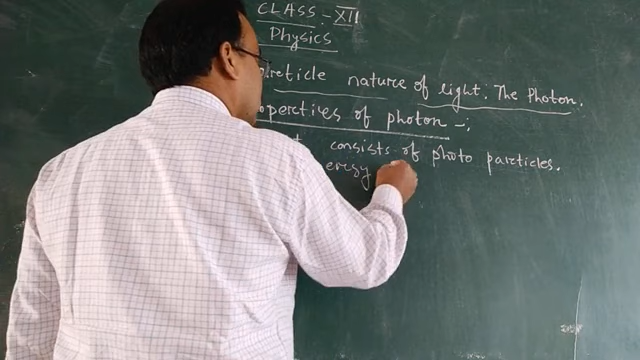 CLASS - XII
Physics
nature of light. The Photon.
of photon -:
consists of photo particles.